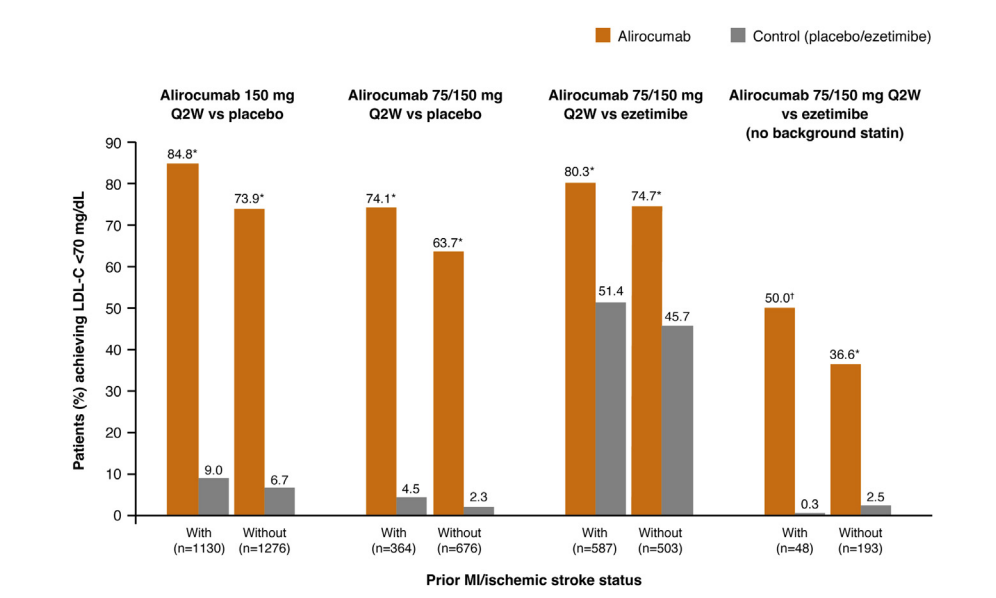 Alirocumab
Control (placebo/ezetimibe)
Alirocumab 150 mg
Q2W vs placebo
Alirocumab 75/150 mg
Q2W vs placebo
Alirocumab 75/150 mg
Q2W vs ezetimibe
Alirocumab 75/150 mg Q2W
vs ezetimibe
(no background statin)
Patients (%) achieving LDL-C <70 mg/dL
90
80
70
60
50
40
30
20
10
0
84.8*
9.0
73.9*
6.7
74.1*
4.5
63.7*
2.3
80.3*
51.4
74.7*
45.7
50.0†
0.3
36.6*
2.5
With
(n=1130)
Without
(n=1276)
With
(n=364)
Without
(n=676)
With
(n=587)
Without
(n=503)
With
(n=48)
Without
(n=193)
Prior MI/ischemic stroke status